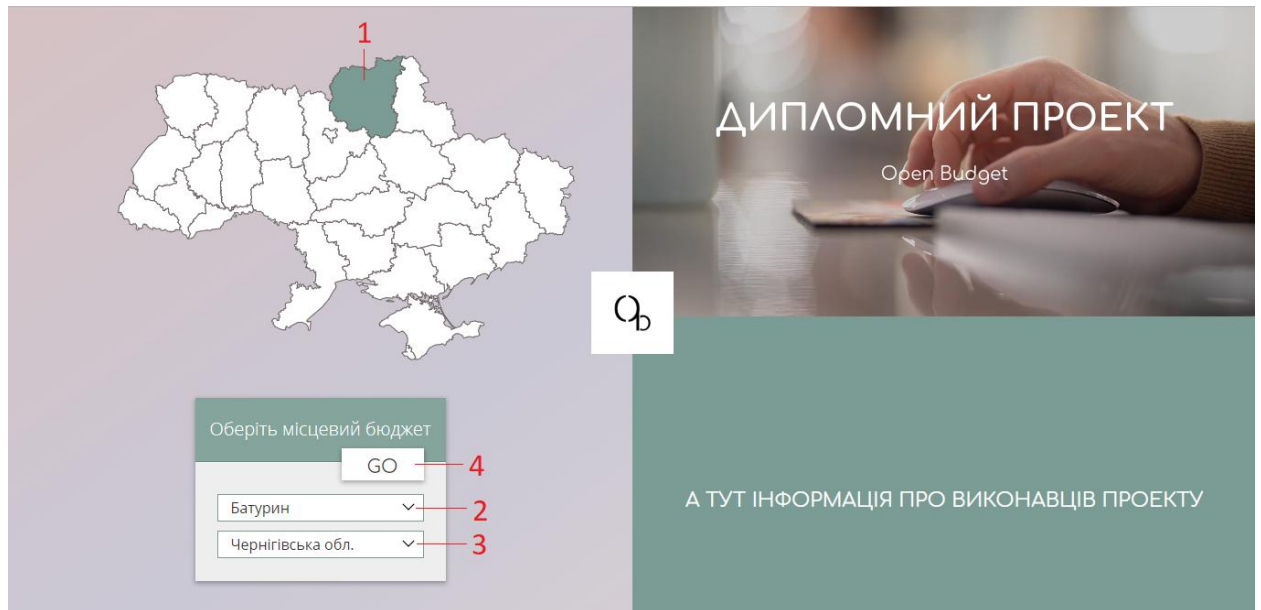 1
Оберіть місцевий бюджет
GO
4
Батурин
2
Чернігівська обл.
3
ДИПЛОМНИЙ ПРОЕКТ
Open Budget
Ob
А ТУТ ІНФОРМАЦІЯ ПРО ВИКОНАВЦІВ ПРОЕКТУ